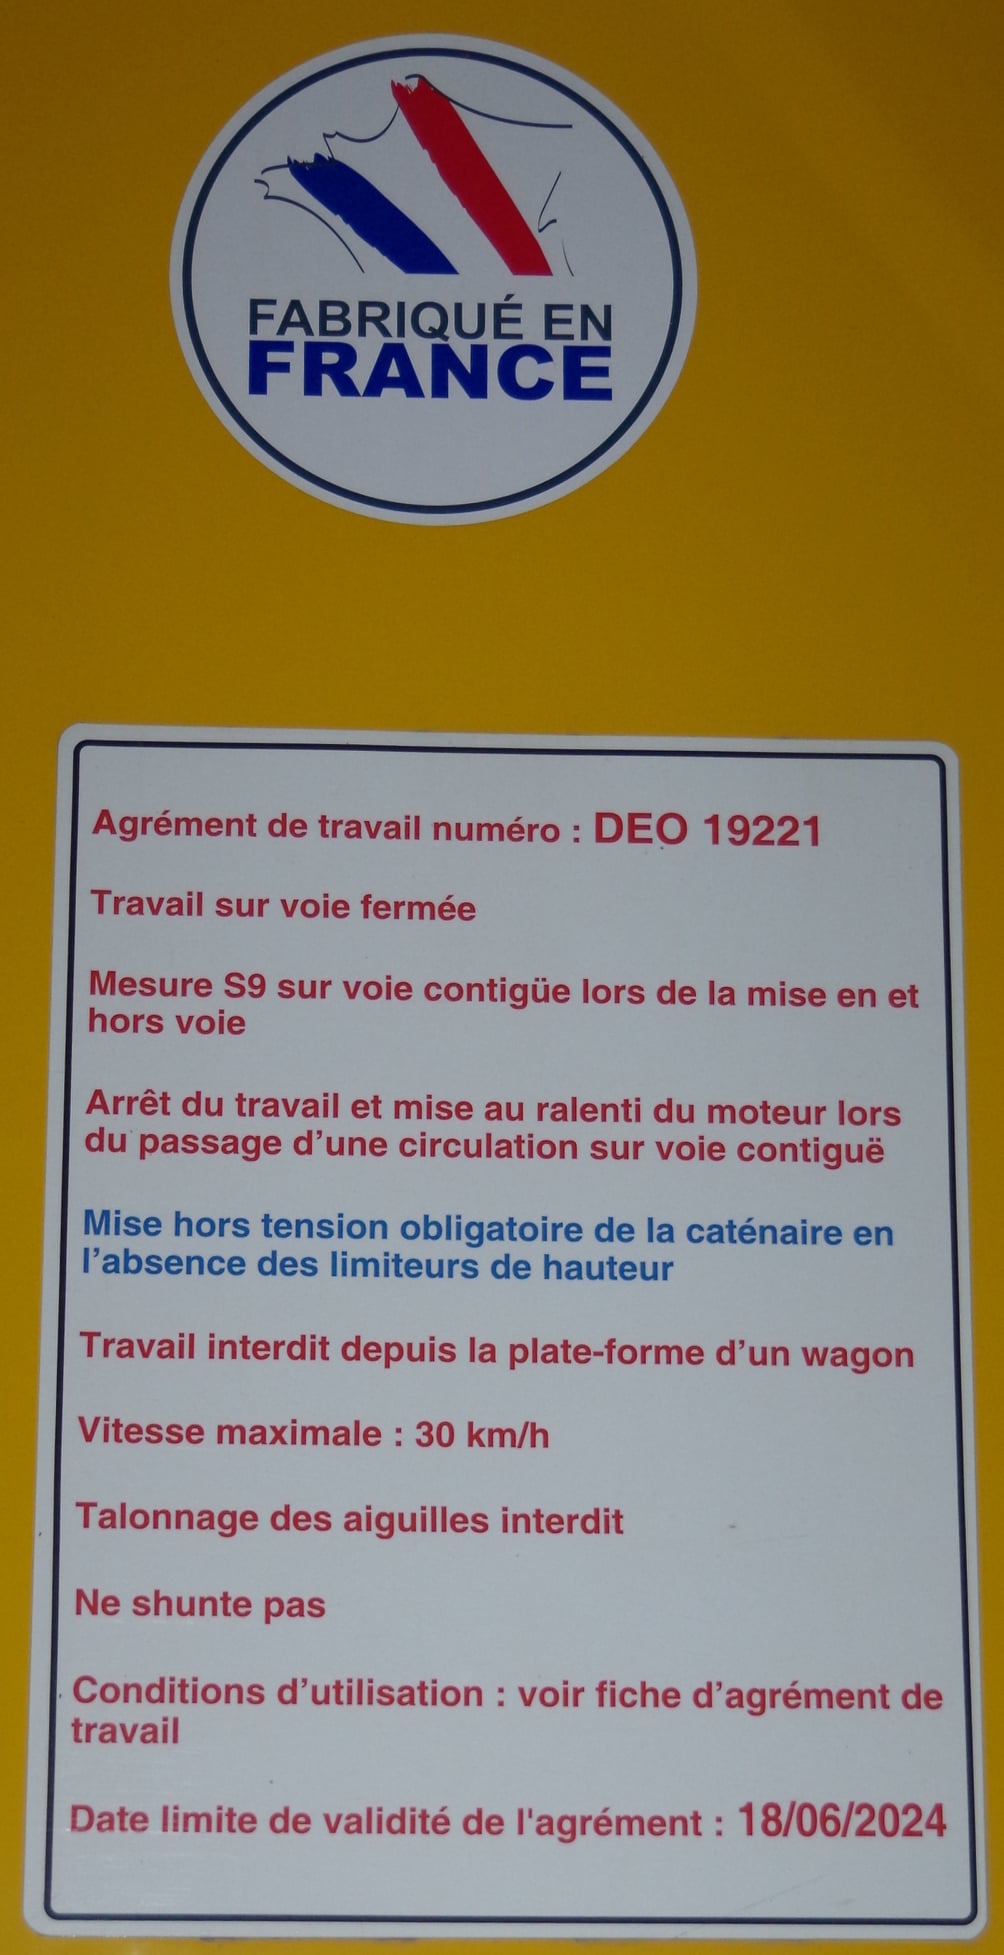 FABRIQUÉ EN
FRANCE
Agrément de travail numéro : DEO 19221
Travail sur voie fermée
Mesure S9 sur voie contigüe lors de la mise en et
hors voie
Arrêt du travail et mise au ralenti du moteur lors
du passage d’une circulation sur voie contiguë
Mise hors tension obligatoire de la caténaire en
l’absence des limiteurs de hauteur
Travail interdit depuis la plate-forme d’un wagon
Vitesse maximale : 30 km/h
Talonnage des aiguilles interdit
Ne shunte pas
Conditions d’utilisation : voir fiche d’agrément de
travail
Date limite de validité de l'agrément : 18/06/2024